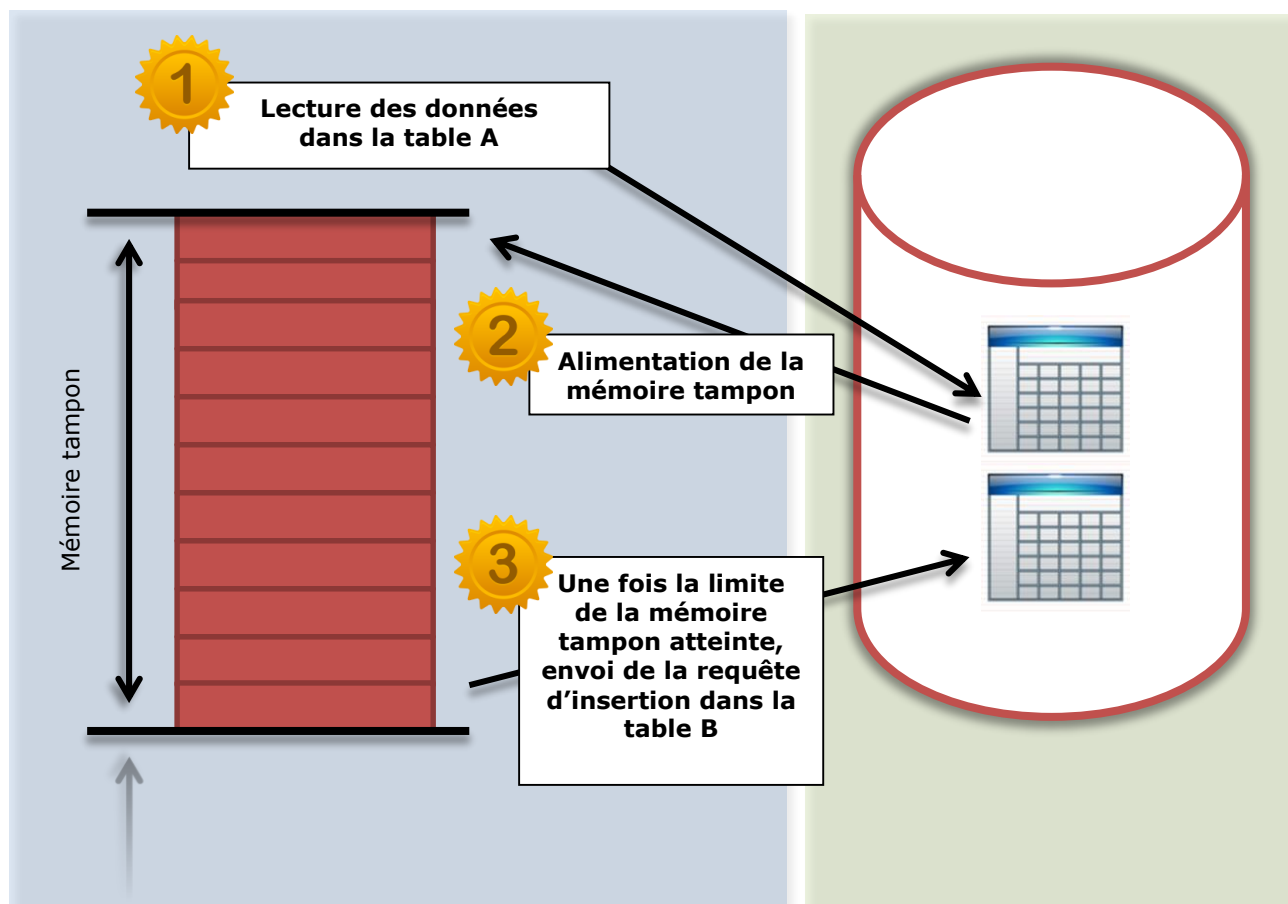 1
Lecture des données
dans la table A
2
Alimentation de la
mémoire tampon
Mémoire tampon
3
Une fois la limite
de la mémoire
tampon atteinte,
envoi de la requête
d’insertion dans la
table B